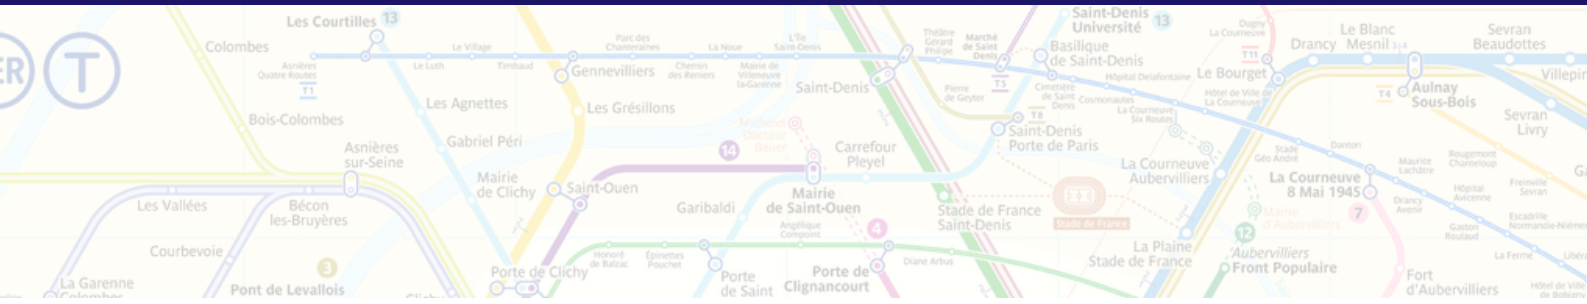 Les Courtilles 13
Colombes
Asnières
Quatre Routes
T1
Le Luth
Le Village
Timbaud
Gennevilliers
Parc des
Chanteraines
Chemin
des Reniers
La Noue
Mairie de
Villeneuve
la-Garenne
L'Île
Saint-Denis
Saint-Denis
Théâtre
Gérard
Philipe
Marché
de Saint
Denis
T5
Saint-Denis
Université 13
Basilique
de Saint-Denis
Pierre
de Geyter
Cimetière
de Saint
Denis
T8
Hôpital Delafontaine
Cosmonautes
La Courneuve
Six Routes
Hôtel de Ville de
La Courneuve
Dugny
La Courneuve
T11
Le Bourget
Drancy
Le Blanc
Mesnil
Sevran
Beaudottes
Villepin
T4
Aulnay
Sous-Bois
Sevran
Livry
ER
T
Bois-Colombes
Les Agnettes
Gabriel Péri
Les Grésillons
Asnières
sur-Seine
Mairie
de Clichy
Saint-Ouen
14
Michelet
Docteur
Bauer
Carrefour
Pleyel
Mairie
de Saint-Ouen
Saint-Denis
Porte de Paris
La Courneuve
Aubervilliers
Stade
Géo André
Danton
La Courneuve
8 Mai 1945
7
Maurice
Lachâtre
Drancy
Avenir
Rougemont
Chanteloup
Hôpital
Avicenne
Freinville
Sevran
Gaston
Roulaud
Escadrille
Normandie-Niémen
La Ferme
Libéra
Hôtel de Ville
de Bobigny
Les Vallées
Bécon
les-Bruyères
Courbevoie
La Garenne
Colombes
3
Pont de Levallois
Porte de Clichy
Honoré
de Balzac
Épinettes
Pouchet
Garibaldi
Angélique
Compoint
Porte
de Saint
Porte de
Clignancourt
4
Diane Arbus
Stade de France
Saint-Denis
Stade de France
La Plaine
Stade de France
Mairie
d'Aubervilliers
12
Aubervilliers
Front Populaire
Fort
d'Aubervilliers